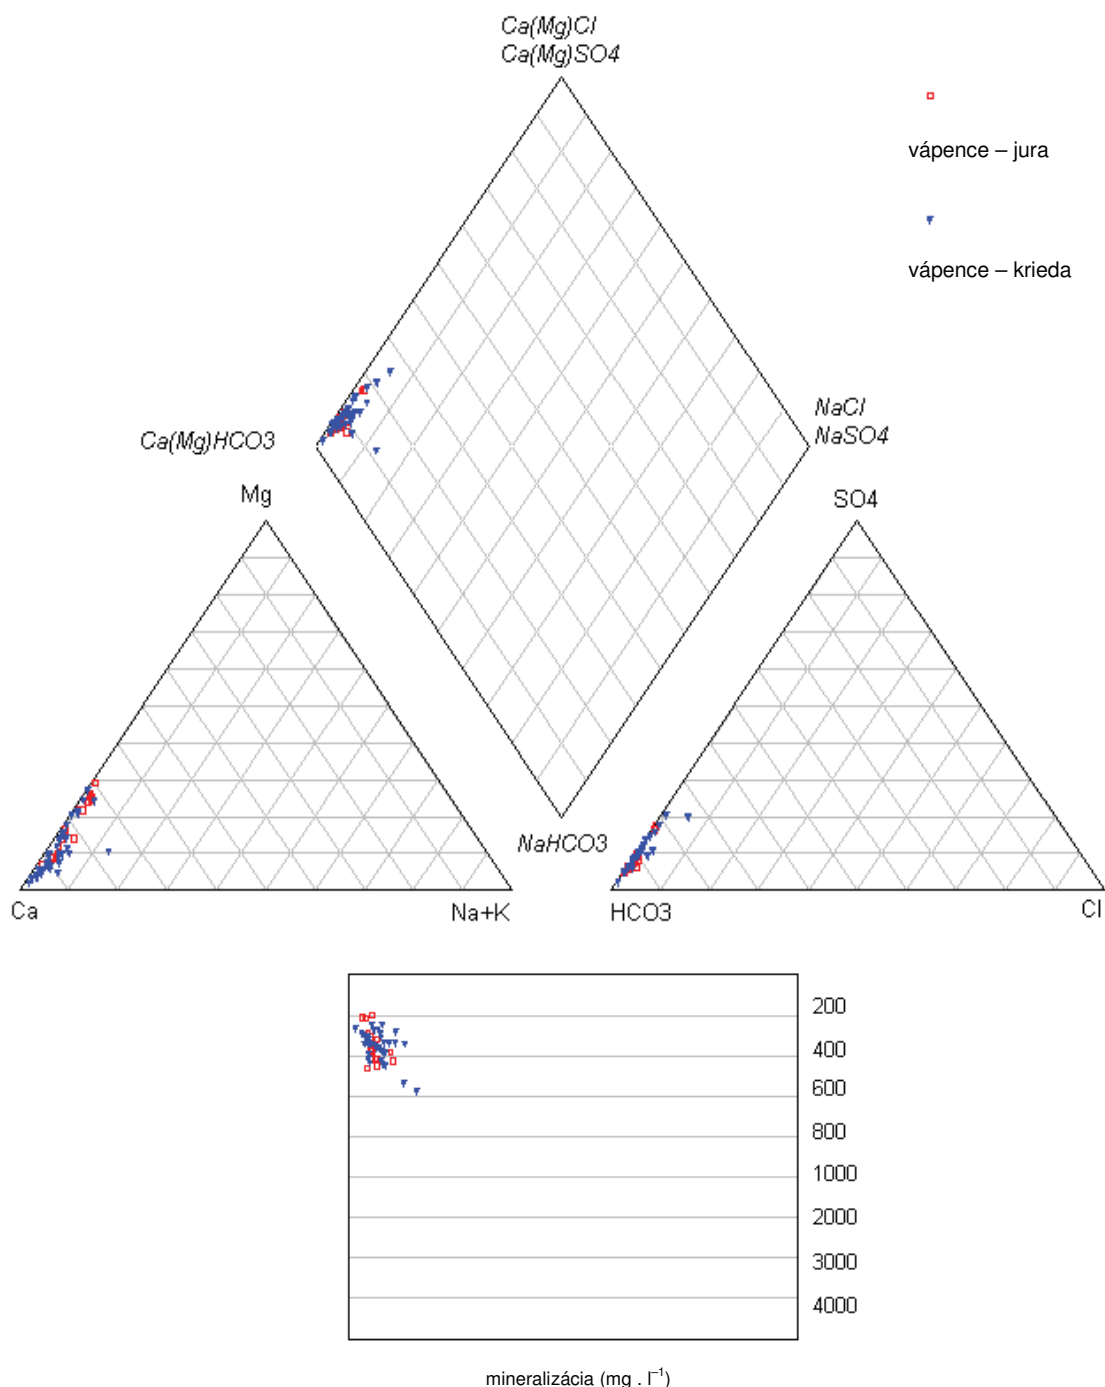 Ca(Mg)Cl
Ca(Mg)SO4
vápence – jura
vápence – krieda
NaCl
NaSO4
Ca(Mg)HCO3
Mg
SO4
NaHCO3
Ca
Na+K
HCO3
Cl
200
400
600
800
1000
2000
3000
4000
mineralizácia (mg . l⁻¹)